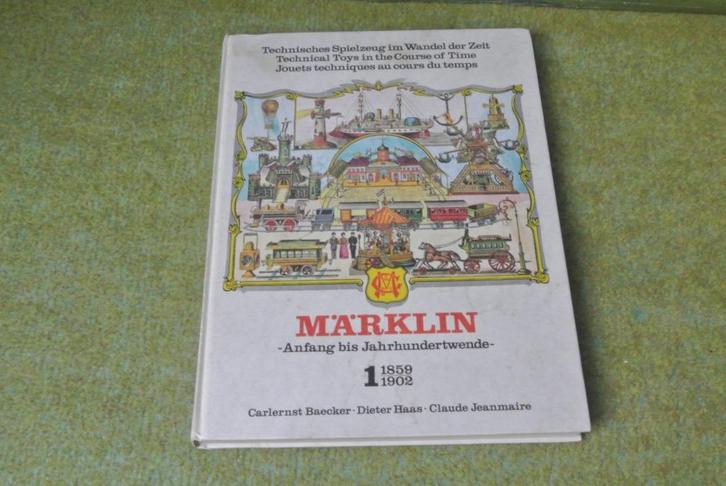 Technisches Spielzeug im Wandel der Zeit
Technical Toys in the Course of Time
Jouets techniques au cours du temps
MÄRKLIN
-Anfang bis Jahrhundertwende-
1 1859
1902
Carlernst Baecker · Dieter Haas · Claude Jeanmaire